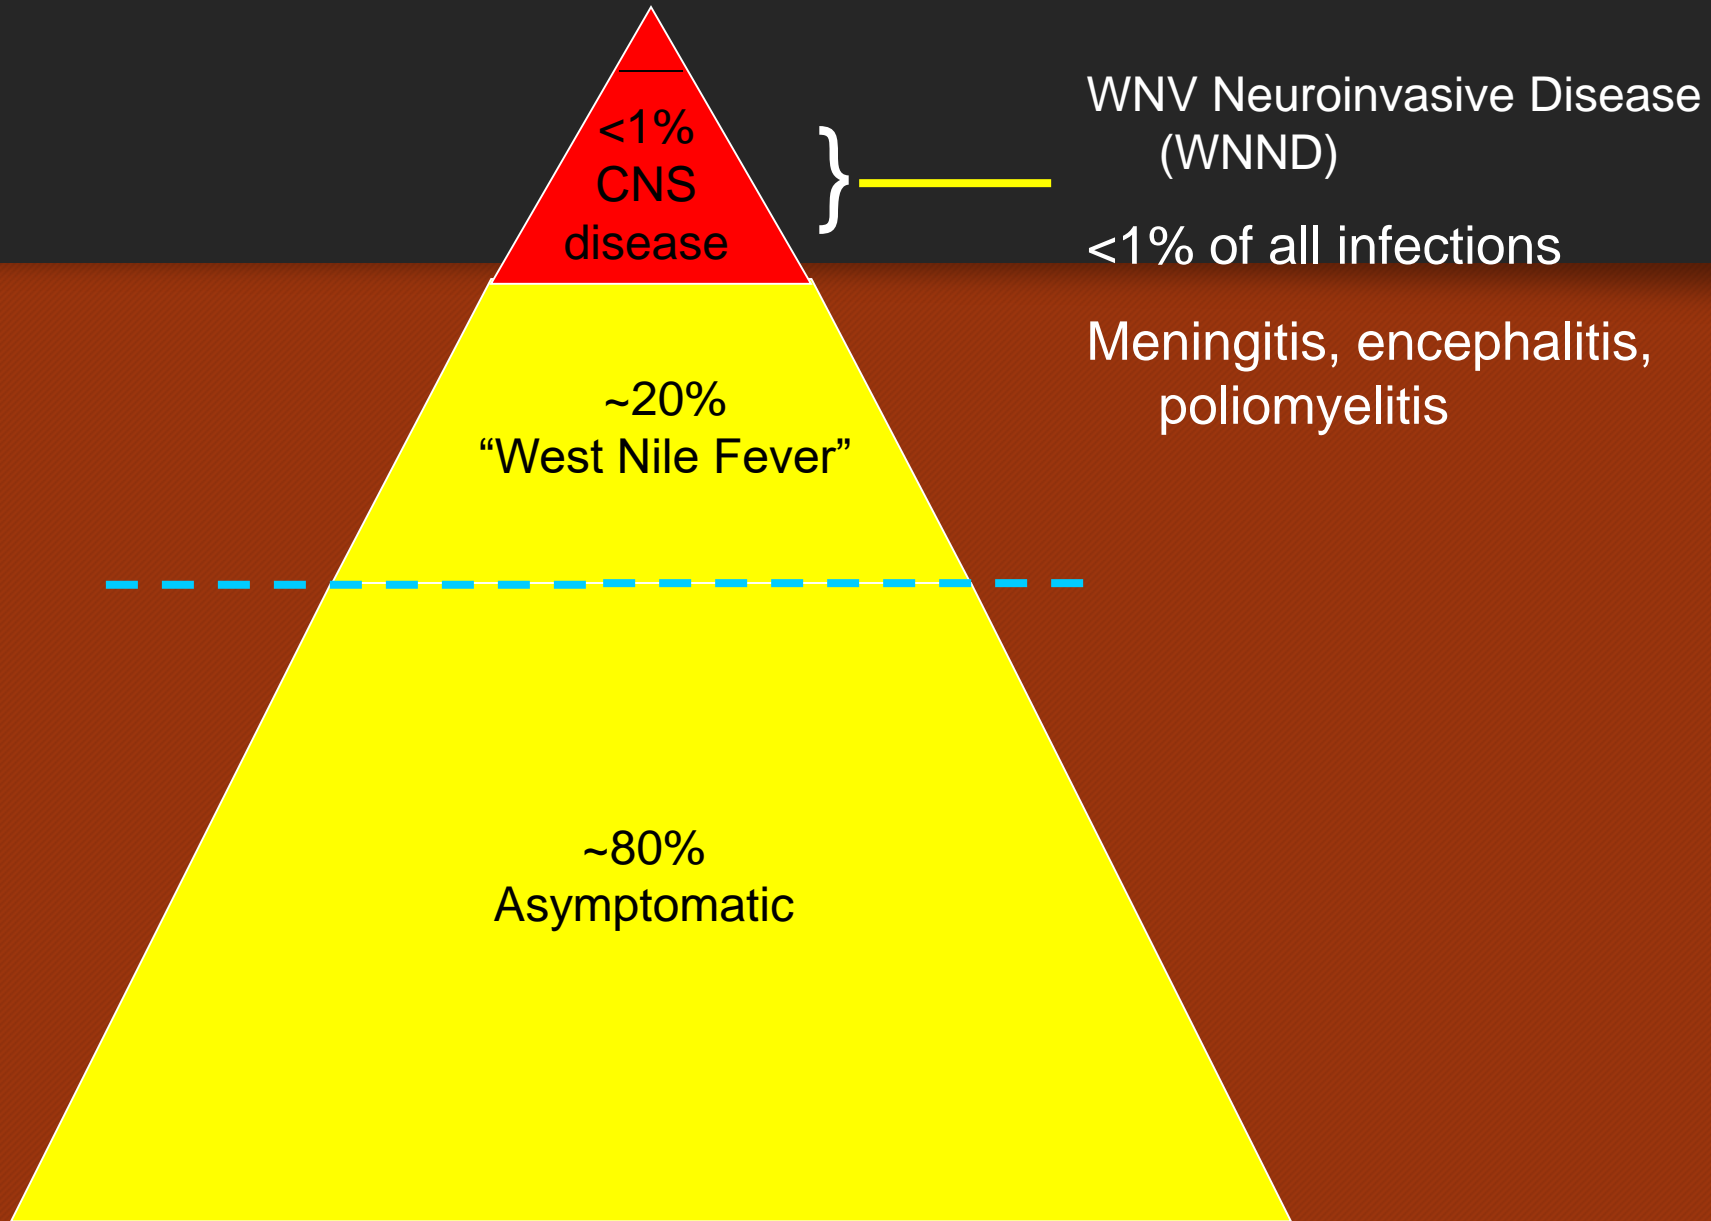 <1%
CNS
disease
}
WNV Neuroinvasive Disease
(WNND)
<1% of all infections
Meningitis, encephalitis,
poliomyelitis
~20%
“West Nile Fever”
~80%
Asymptomatic